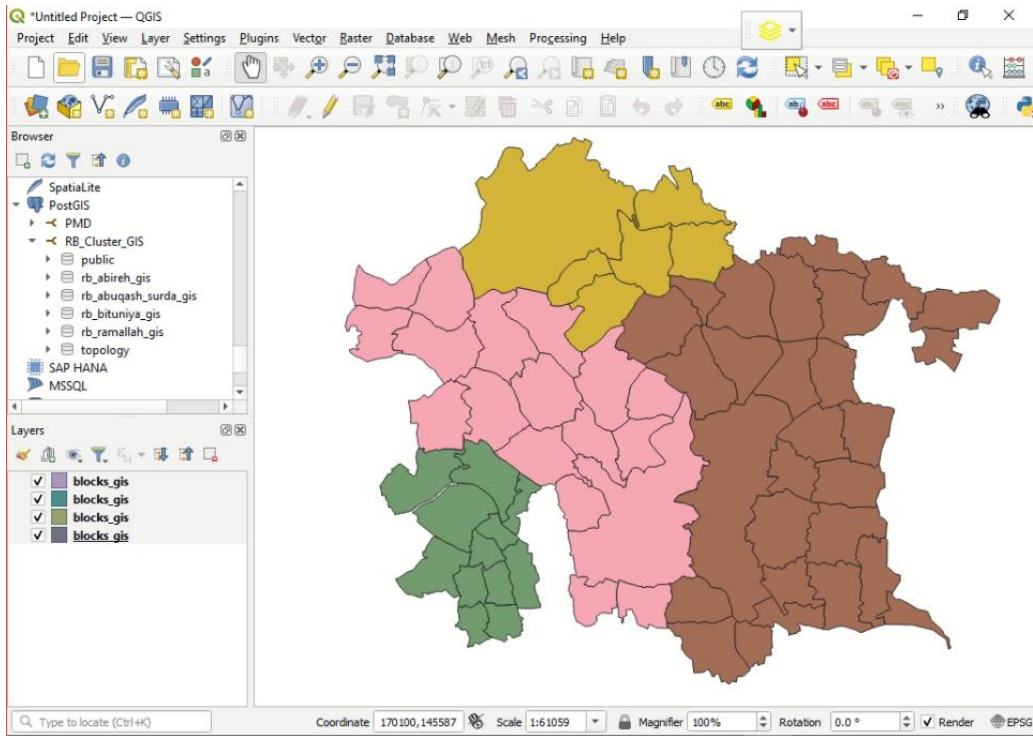 *Untitled Project — QGIS
Project Edit View Layer Settings Plugins Vector Raster Database Web Mesh Processing Help
Browser
SpatiaLite
PostGIS
PMD
RB_Cluster_GIS
public
rb_abireh_gis
rb_abuqash_surda_gis
rb_bituniya_gis
rb_ramallah_gis
topology
SAP HANA
MSSQL
Layers
blocks_gis
blocks_gis
blocks_gis
blocks_gis
Type to locate (Ctrl+K) Coordinate 170100,145587 Scale 1:61059 Magnifier 100% Rotation 0.0 ° Render EPSG